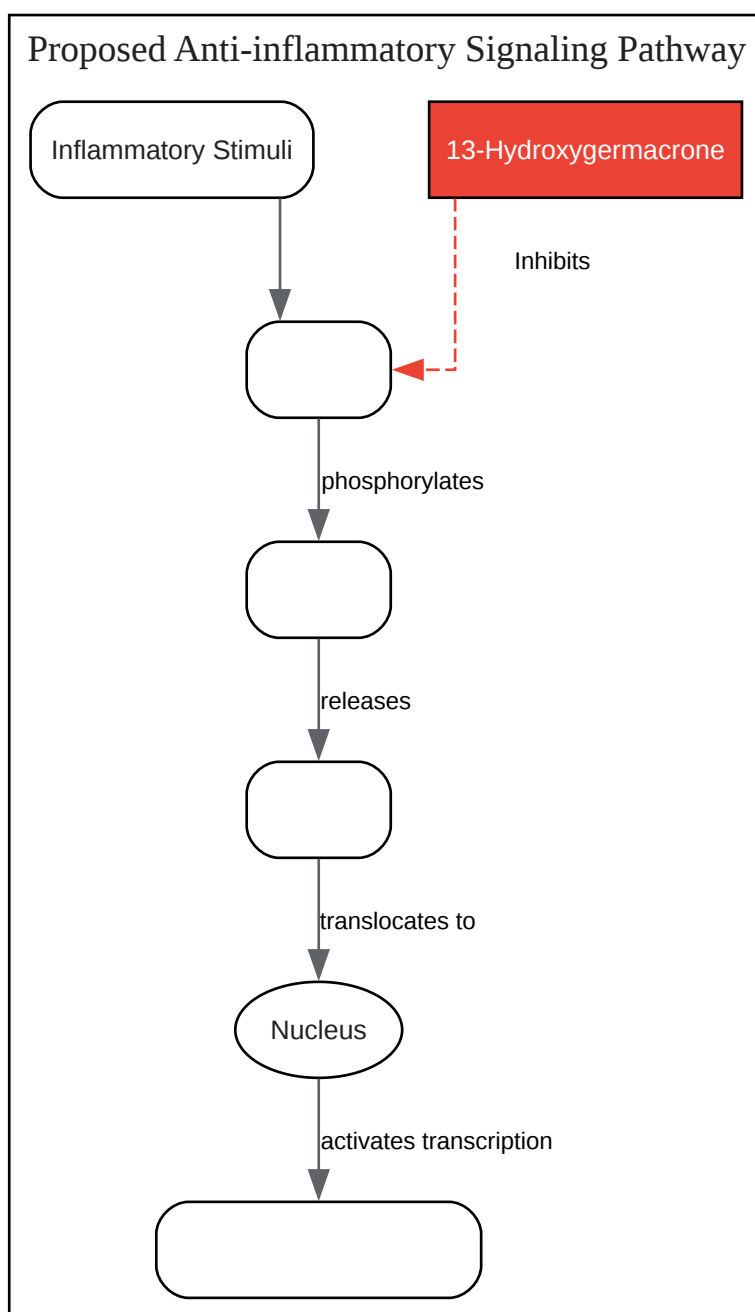 Proposed Anti-inflammatory Signaling Pathway
Inflammatory Stimuli
13-Hydroxygermacrone
Inhibits
phosphorylates
releases
translocates to
Nucleus
activates transcription